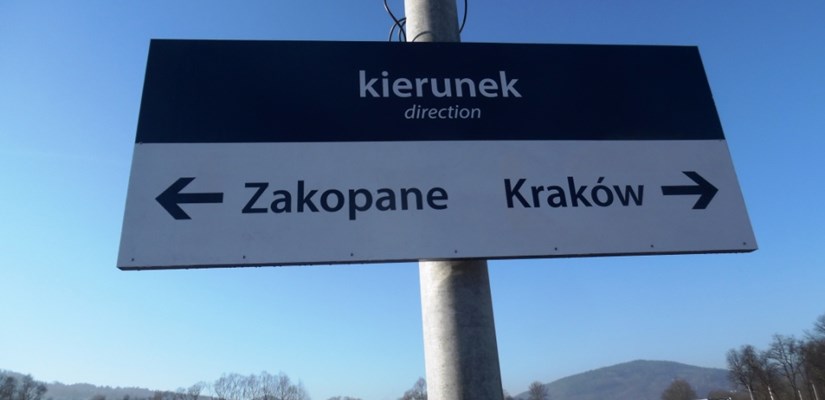 kierunek
direction
← Zakopane Kraków →